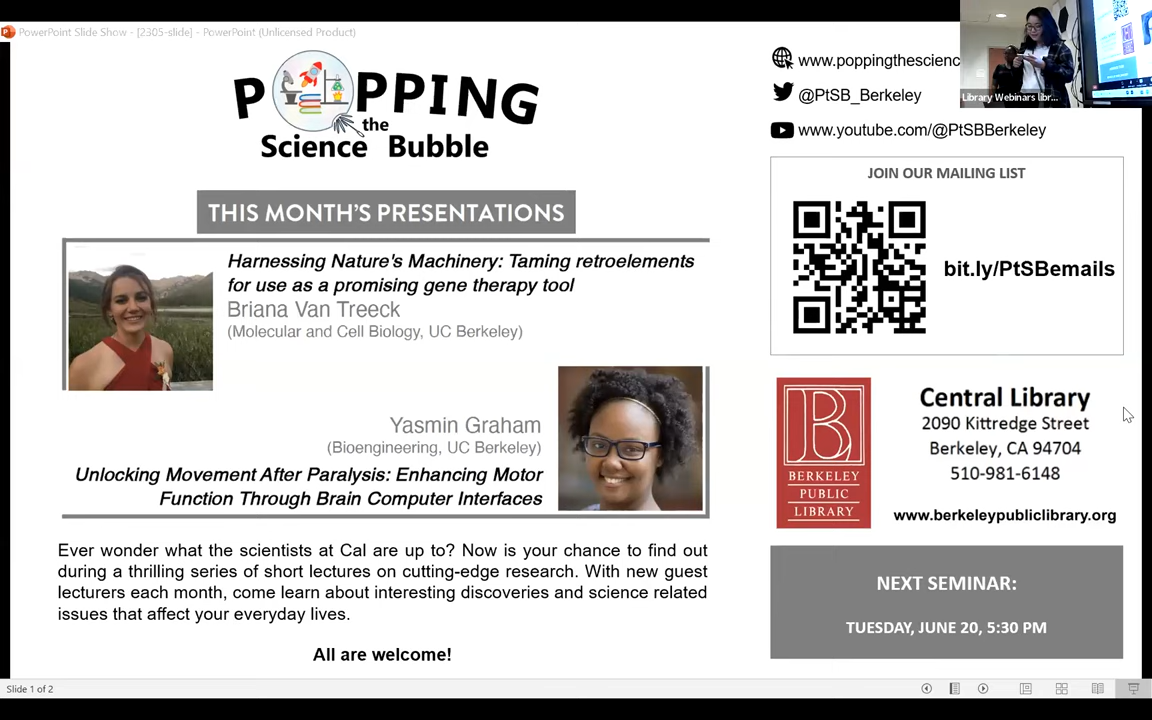 PowerPoint Slide Show - [2305-slide] - PowerPoint (Unlicensed Product)
POPPING
the
Science Bubble
THIS MONTH'S PRESENTATIONS
Harnessing Nature's Machinery: Taming retroelements
for use as a promising gene therapy tool
Briana Van Treeck
(Molecular and Cell Biology, UC Berkeley)
Yasmin Graham
(Bioengineering, UC Berkeley)
Unlocking Movement After Paralysis: Enhancing Motor
Function Through Brain Computer Interfaces
Ever wonder what the scientists at Cal are up to? Now is your chance to find out
during a thrilling series of short lectures on cutting-edge research. With new guest
lecturers each month, come learn about interesting discoveries and science related
issues that affect your everyday lives.
All are welcome!
www.poppingthescienc
Library Webinars libr...
@PtSB_Berkeley
www.youtube.com/@PtSBBerkeley
JOIN OUR MAILING LIST
bit.ly/PtSBemails
B
BERKELEY
PUBLIC
LIBRARY
Central Library
2090 Kittredge Street
Berkeley, CA 94704
510-981-6148
www.berkeleypubliclibrary.org
NEXT SEMINAR:
TUESDAY, JUNE 20, 5:30 PM
Slide 1 of 2